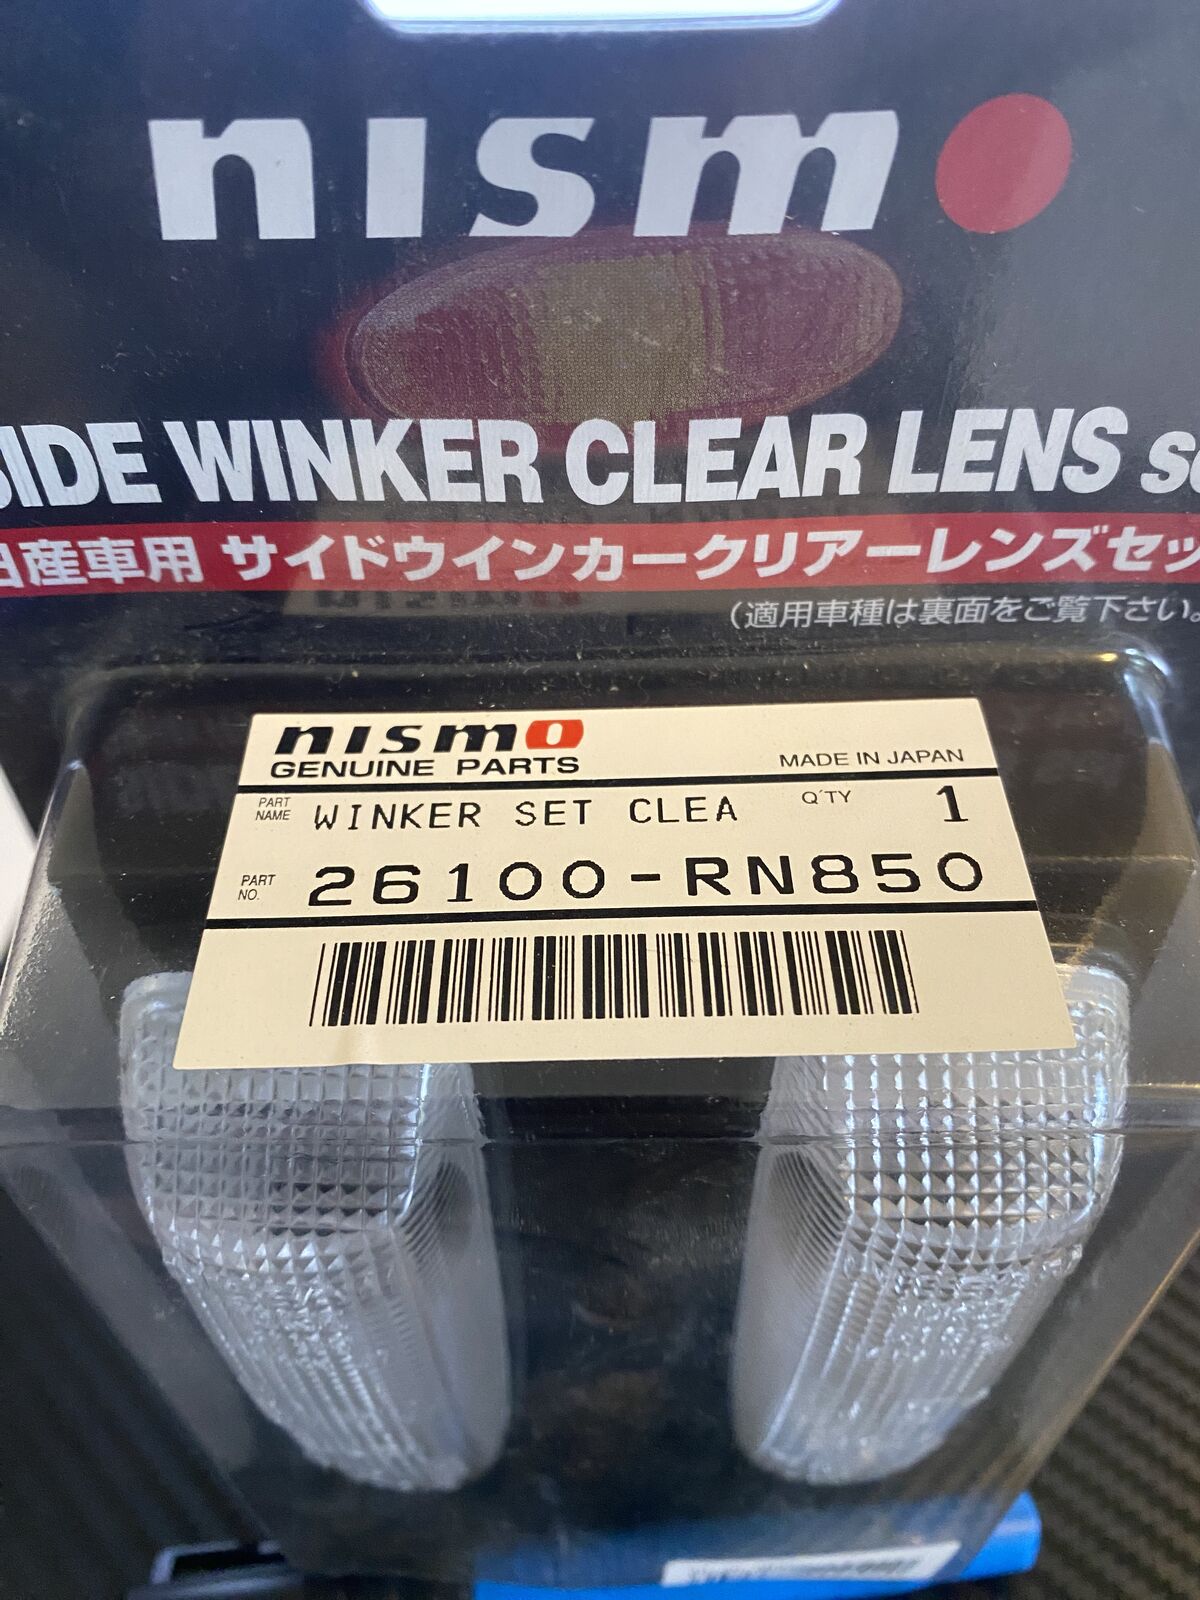 nismo
SIDE WINKER CLEAR LENS
日産車用 サイドウインカークリアーレンズセッ
（適用車種は裏面をご覧下さい。
nismo
GENUINE PARTS
MADE IN JAPAN
PART NAME WINKER SET CLEA Q'TY 1
PART NO. 26100-RN850